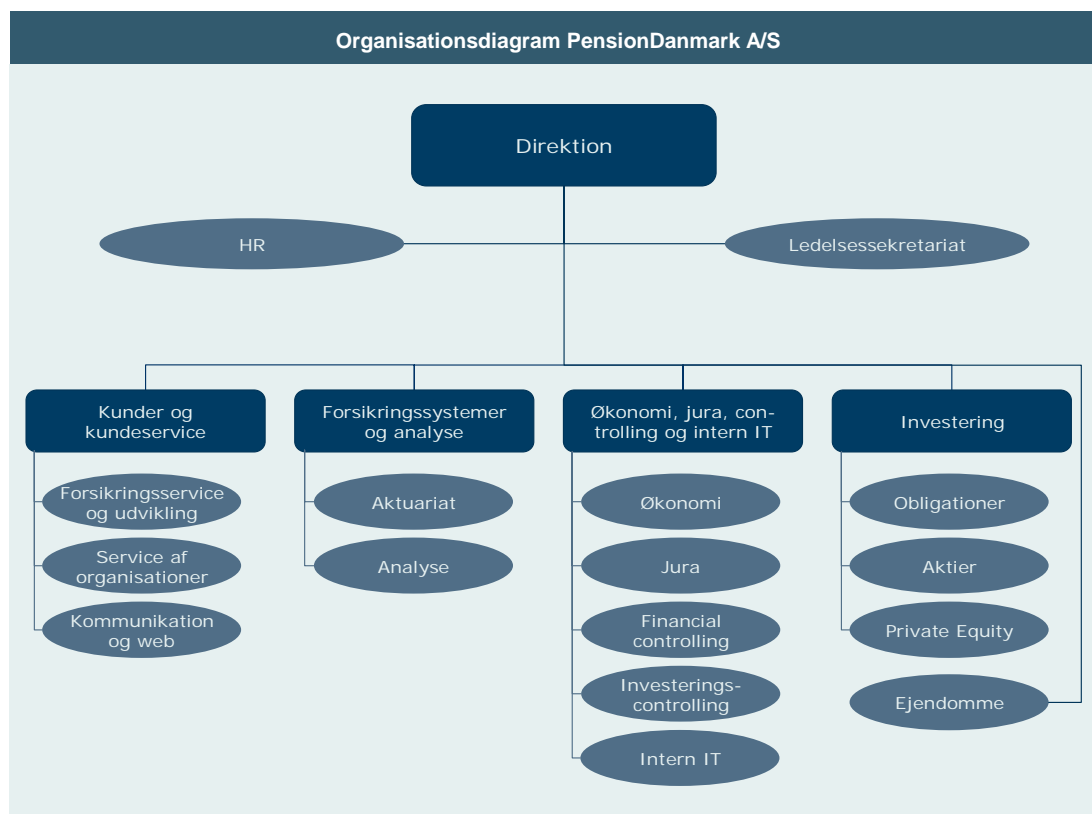 Organisationsdiagram PensionDanmark A/S
Direktion
HR
Ledelsessekretariat
Kunder og
kundeservice
Forsikringsservice
og udvikling
Service af
organisationer
Kommunikation
og web
Forsikringssystemer
og analyse
Aktuariat
Analyse
Økonomi, jura, con-
trolling og intern IT
Økonomi
Jura
Financial
controlling
Investerings-
controlling
Intern IT
Investering
Obligationer
Aktier
Private Equity
Ejendomme